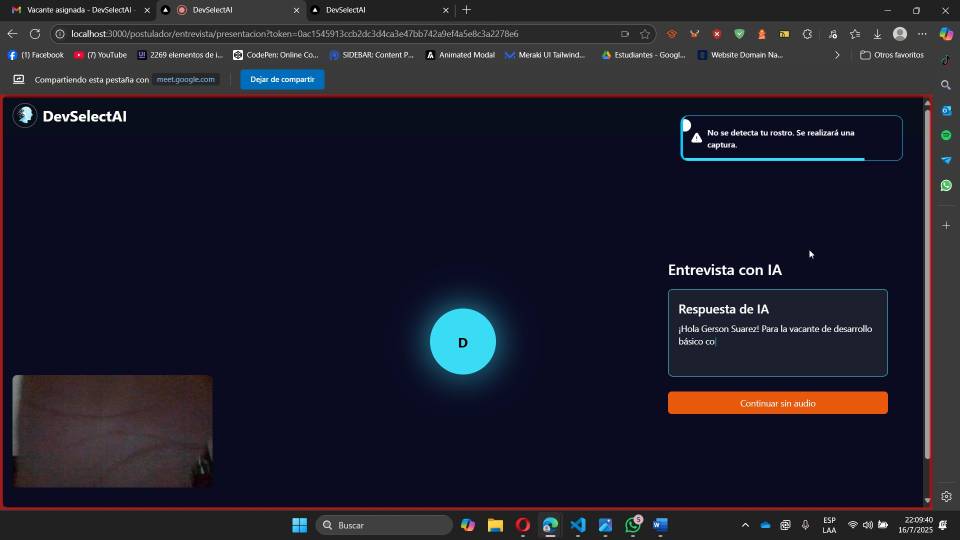 Vacante asignada - DevSelectAI -
DevSelectAI
DevSelectAI
localhost:3000/postulador/entrevista/presentacion?token=0ac1545913ccb2dc3d4ca3e47bb742a9ef4a5e8c3a2278e6
(1) Facebook
(7) YouTube
2269 elementos de i...
CodePen: Online Co...
SIDEBAR: Content P...
Animated Modal
Meraki UI Tailwind...
Estudiantes - Googl...
Website Domain Na...
Otros favoritos
Compartiendo esta pestaña con meet.google.com
Dejar de compartir
DevSelectAI
No se detecta tu rostro. Se realizará una
captura.
Entrevista con IA
Respuesta de IA
¡Hola Gerson Suarez! Para la vacante de desarrollo
básico co
Continuar sin audio
D
Buscar
5
ESP
LAA
22:09:40
16/7/2025